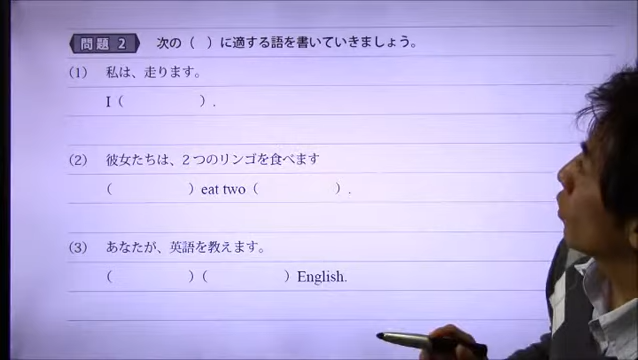 問題 2 次の（ ）に適する語を書いていきましょう。
（1） 私は、走ります。
I（ ）.
（2） 彼女たちは、２つのリンゴを食べます
（ ）eat two（ ）.
（3） あなたが、英語を教えます。
（ ）（ ）English.